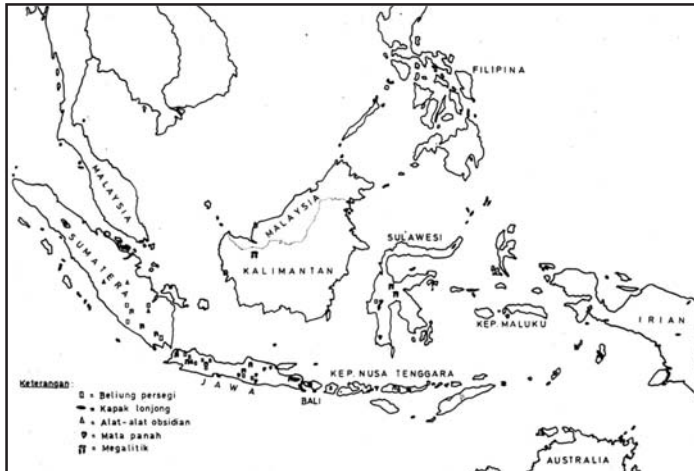 FILIPINA
MALAYSIA
MALAYSIA
SUMATERA
KALIMANTAN
SULAWESI
KEP. MALUKU
IRIAN
KEP. NUSA TENGGARA
JAWA
BALI
AUSTRALIA
Keterangan:
= Beliung persegi
= Kapak lonjong
= Alat-alat obsidian
= Mata panah
= Megalitik